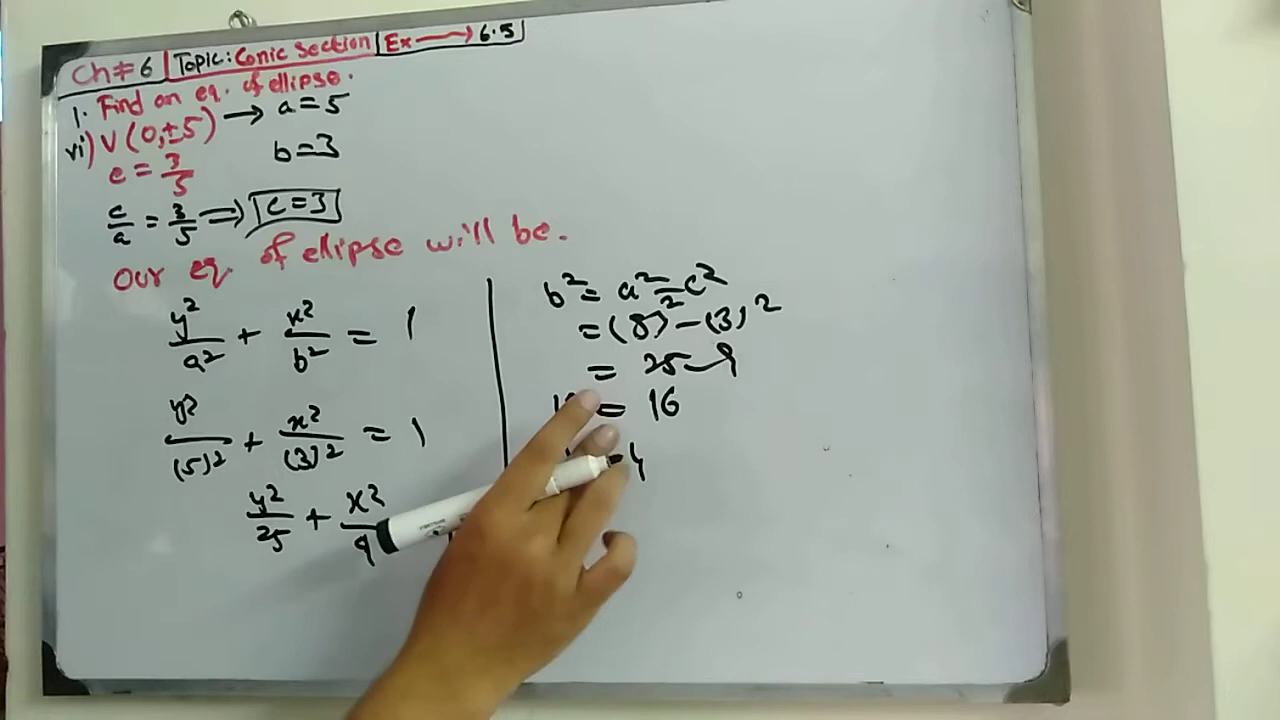 Ch # 6 | Topic: Conic Section | Ex → 6.5
1. Find an eq. of ellipse.
vi) V (0, ±5) → a = 5
e = 3/5
b = 3
c/a = 3/5 ⇒ c = 3
Our eq. of ellipse will be.
y²/a² + x²/b² = 1
y²/(5)² + x²/(3)² = 1
y²/25 + x²/9
b² = a² - c²
= (5)² - (3)²
= 25 - 9
= 16
4